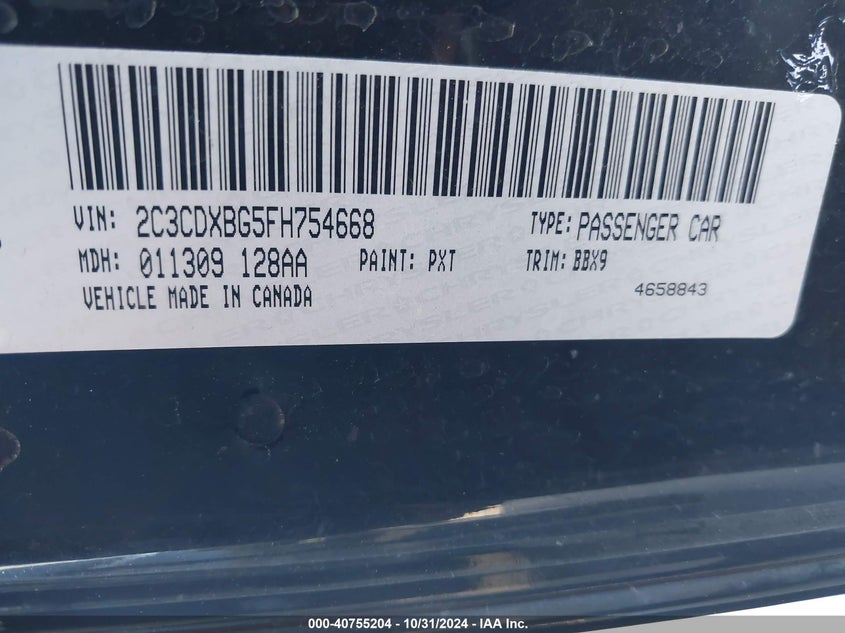 VIN: 2C3CDXBG5FH754668 TYPE: PASSENGER CAR
MDH: 011309 128AA PAINT: PXT TRIM: BBX9
VEHICLE MADE IN CANADA 4658843
000-40755204 - 10/31/2024 - IAA Inc.